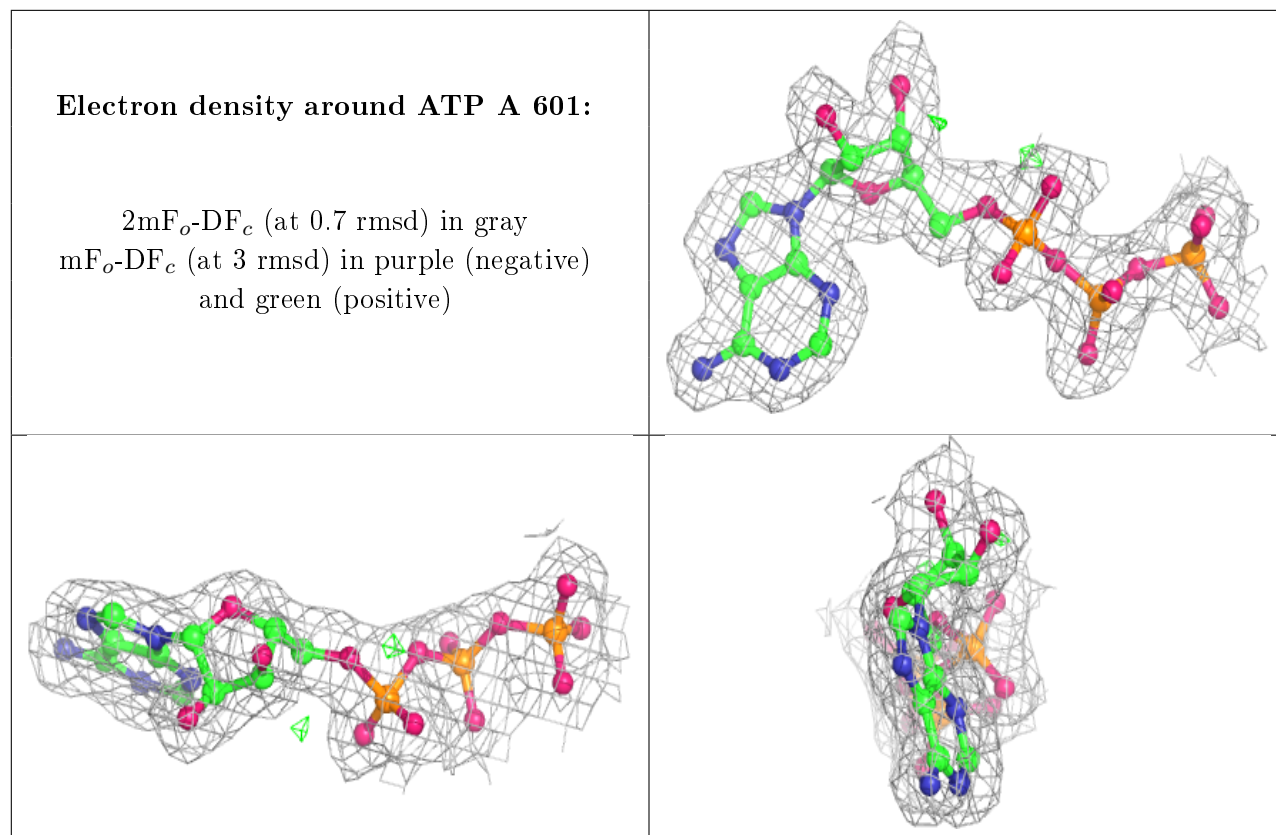 Electron density around ATP A 601:
2mFₒ-DF𝒸 (at 0.7 rmsd) in gray
mFₒ-DF𝒸 (at 3 rmsd) in purple (negative)
and green (positive)